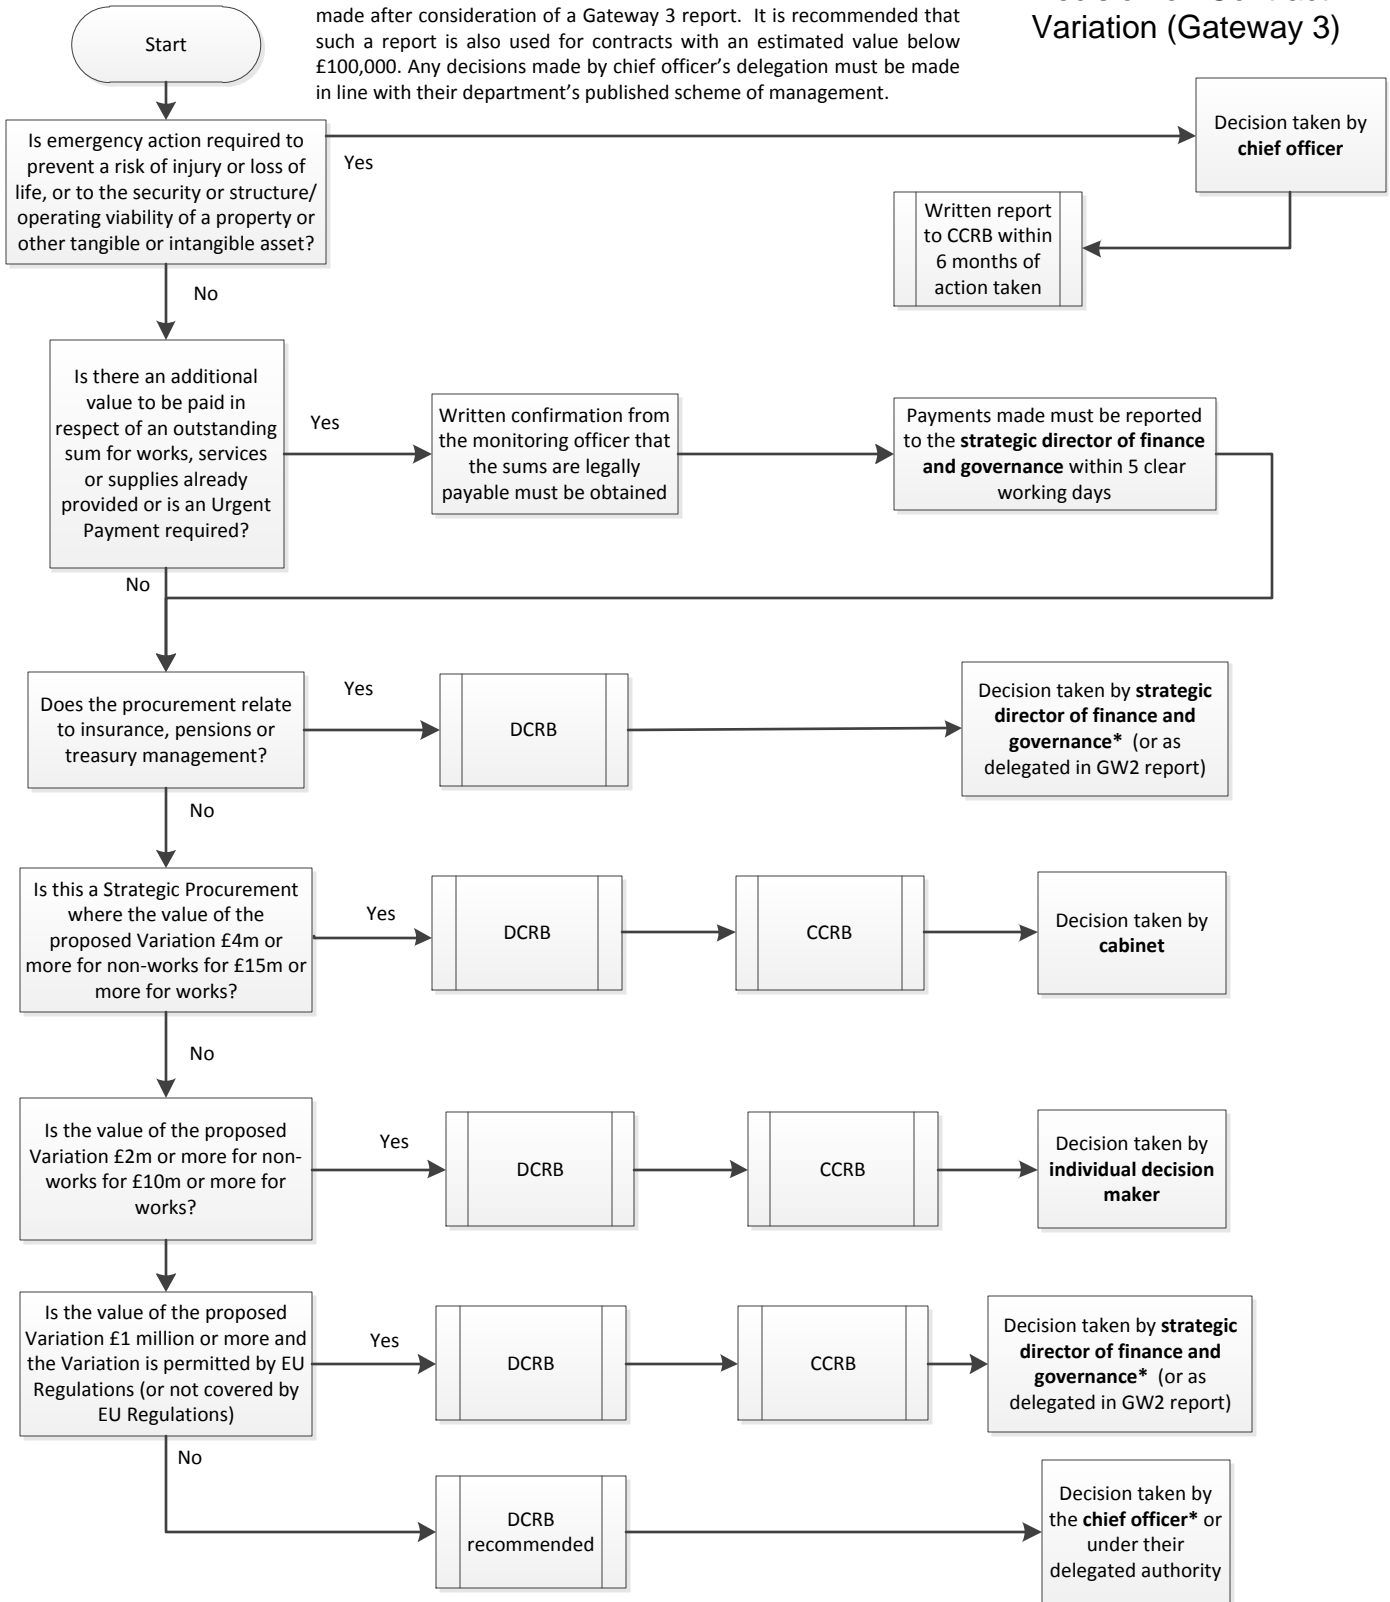 Variation (Gateway 3)
made after consideration of a Gateway 3 report. It is recommended that
such a report is also used for contracts with an estimated value below
£100,000. Any decisions made by chief officer's delegation must be made
in line with their department's published scheme of management.
Start
Is emergency action required to
prevent a risk of injury or loss of
life, or to the security or structure/
operating viability of a property or
other tangible or intangible asset?
Yes
Decision taken by
chief officer
Written report
to CCRB within
6 months of
action taken
No
Is there an additional
value to be paid in
respect of an outstanding
sum for works, services
or supplies already
provided or is an Urgent
Payment required?
Yes
Written confirmation from
the monitoring officer that
the sums are legally
payable must be obtained
Payments made must be reported
to the strategic director of finance
and governance within 5 clear
working days
No
Does the procurement relate
to insurance, pensions or
treasury management?
Yes
DCRB
Decision taken by strategic
director of finance and
governance* (or as
delegated in GW2 report)
No
Is this a Strategic Procurement
where the value of the
proposed Variation £4m or
more for non-works for £15m or
more for works?
Yes
DCRB
CCRB
Decision taken by
cabinet
No
Is the value of the proposed
Variation £2m or more for non-
works for £10m or more for
works?
Yes
DCRB
CCRB
Decision taken by
individual decision
maker
Is the value of the proposed
Variation £1 million or more and
the Variation is permitted by EU
Regulations (or not covered by
EU Regulations)
Yes
DCRB
CCRB
Decision taken by strategic
director of finance and
governance* (or as
delegated in GW2 report)
No
DCRB
recommended
Decision taken by
the chief officer* or
under their
delegated authority